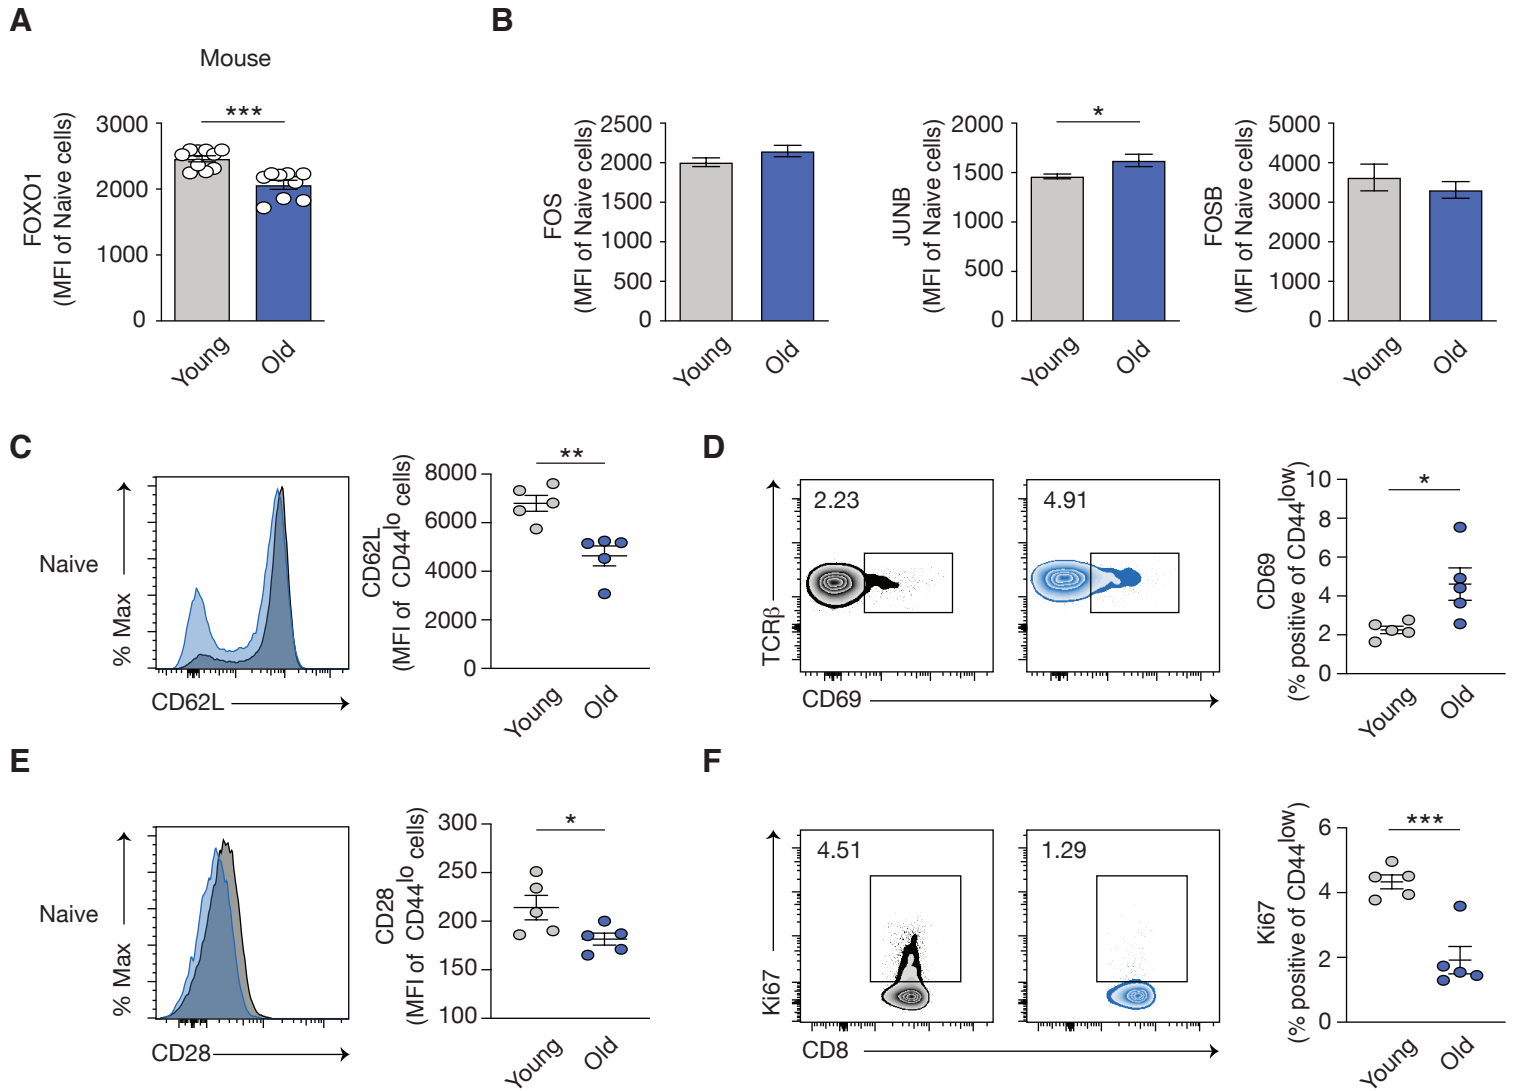 A
Mouse
***
FOXO1
(MFI of Naive cells)
3000
2000
1000
0
Young
Old
B
FOS
(MFI of Naive cells)
2500
2000
1500
1000
500
0
Young
Old
JUNB
(MFI of Naive cells)
*
2000
1500
1000
500
0
Young
Old
FOSB
(MFI of Naive cells)
5000
4000
3000
2000
1000
0
Young
Old
C
Naive
% Max
CD62L
CD62L
(MFI of CD44lo cells)
**
8000
6000
4000
2000
0
Young
Old
D
TCRβ
2.23
4.91
CD69
CD69
(% positive of CD44low)
*
10
8
6
4
2
0
Young
Old
E
Naive
% Max
CD28
CD28
(MFI of CD44lo cells)
*
300
250
200
150
100
Young
Old
F
Ki67
4.51
1.29
CD8
Ki67
(% positive of CD44low)
***
6
4
2
0
Young
Old